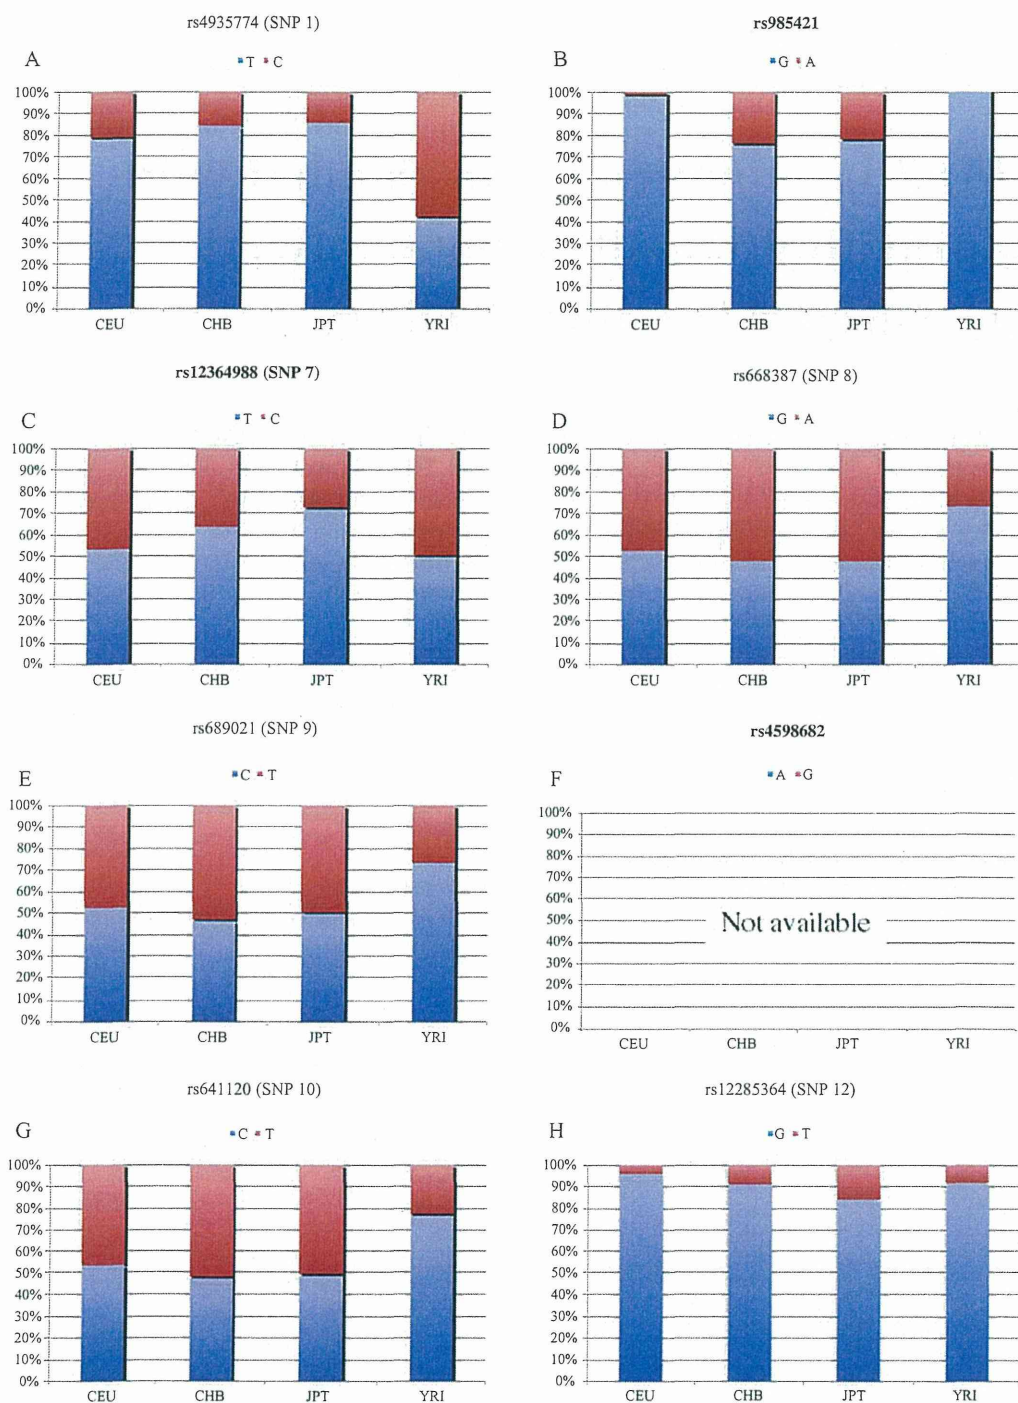 rs4935774 (SNP 1)
A
T C
100%
90%
80%
70%
60%
50%
40%
30%
20%
10%
0%
CEU CHB JPT YRI
rs985421
B
G A
100%
90%
80%
70%
60%
50%
40%
30%
20%
10%
0%
CEU CHB JPT YRI
rs12364988 (SNP 7)
C
T C
100%
90%
80%
70%
60%
50%
40%
30%
20%
10%
0%
CEU CHB JPT YRI
rs668387 (SNP 8)
D
G A
100%
90%
80%
70%
60%
50%
40%
30%
20%
10%
0%
CEU CHB JPT YRI
rs689021 (SNP 9)
E
C T
100%
90%
80%
70%
60%
50%
40%
30%
20%
10%
0%
CEU CHB JPT YRI
rs4598682
F
A G
100%
90%
80%
70%
60%
50%
40%
30%
20%
10%
0%
Not available
CEU CHB JPT YRI
rs641120 (SNP 10)
G
C T
100%
90%
80%
70%
60%
50%
40%
30%
20%
10%
0%
CEU CHB JPT YRI
rs12285364 (SNP 12)
H
G T
100%
90%
80%
70%
60%
50%
40%
30%
20%
10%
0%
CEU CHB JPT YRI